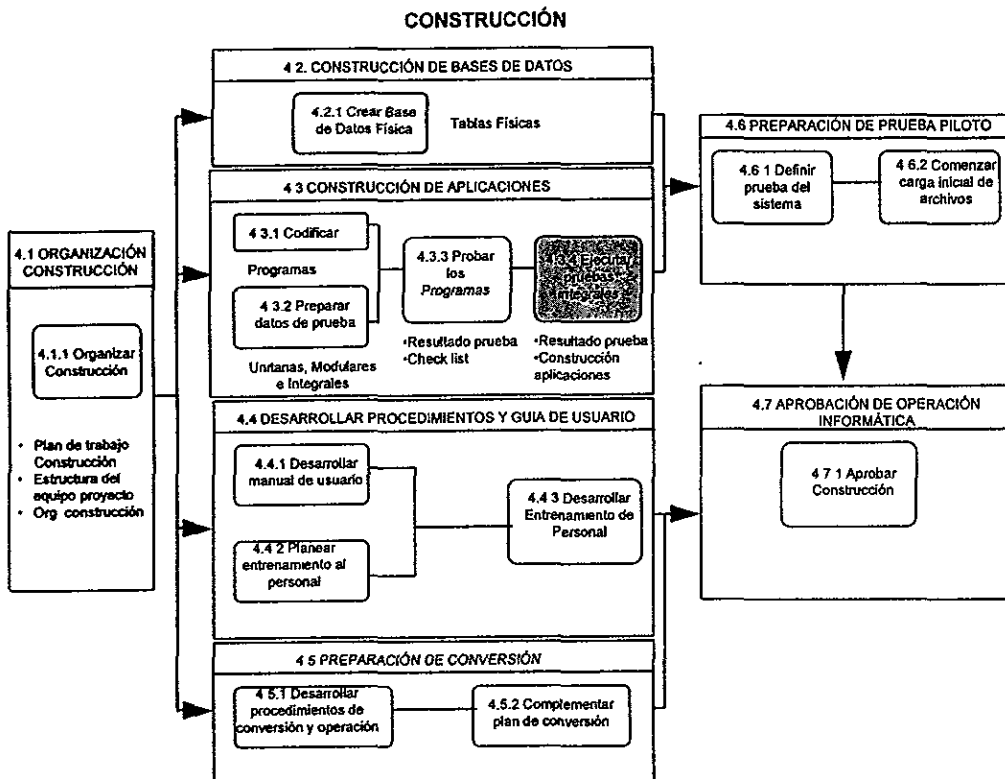 CONSTRUCCIÓN
4.1 ORGANIZACIÓN
CONSTRUCCIÓN
4.1.1 Organizar
Construcción
• Plan de trabajo
Construcción
• Estructura del
equipo proyecto
• Org construcción
4 2. CONSTRUCCIÓN DE BASES DE DATOS
4.2.1 Crear Base
de Datos Física
Tablas Físicas
4 3 CONSTRUCCIÓN DE APLICACIONES
4 3.1 Codificar
Programas
4 3.2 Preparar
datos de prueba
Unitanas, Modulares
e Integrales
4.3.3 Probar
los
Programas
•Resultado prueba
•Check list
4.3.4 Ejecutar
pruebas
integrales
•Resultado prueba
•Construcción
aplicaciones
4.4 DESARROLLAR PROCEDIMIENTOS Y GUIA DE USUARIO
4.4.1 Desarrollar
manual de usuario
4.4 2 Planear
entrenamiento al
personal
4.4 3 Desarrollar
Entrenamiento de
Personal
4 5 PREPARACIÓN DE CONVERSIÓN
4 5.1 Desarrollar
procedimientos de
conversión y operación
4.5.2 Complementar
plan de conversión
4.6 PREPARACIÓN DE PRUEBA PILOTO
4.6 1 Definir
prueba del
sistema
4 6.2 Comenzar
carga inicial de
archivos
4.7 APROBACIÓN DE OPERACIÓN
INFORMÁTICA
4 7 1 Aprobar
Construcción